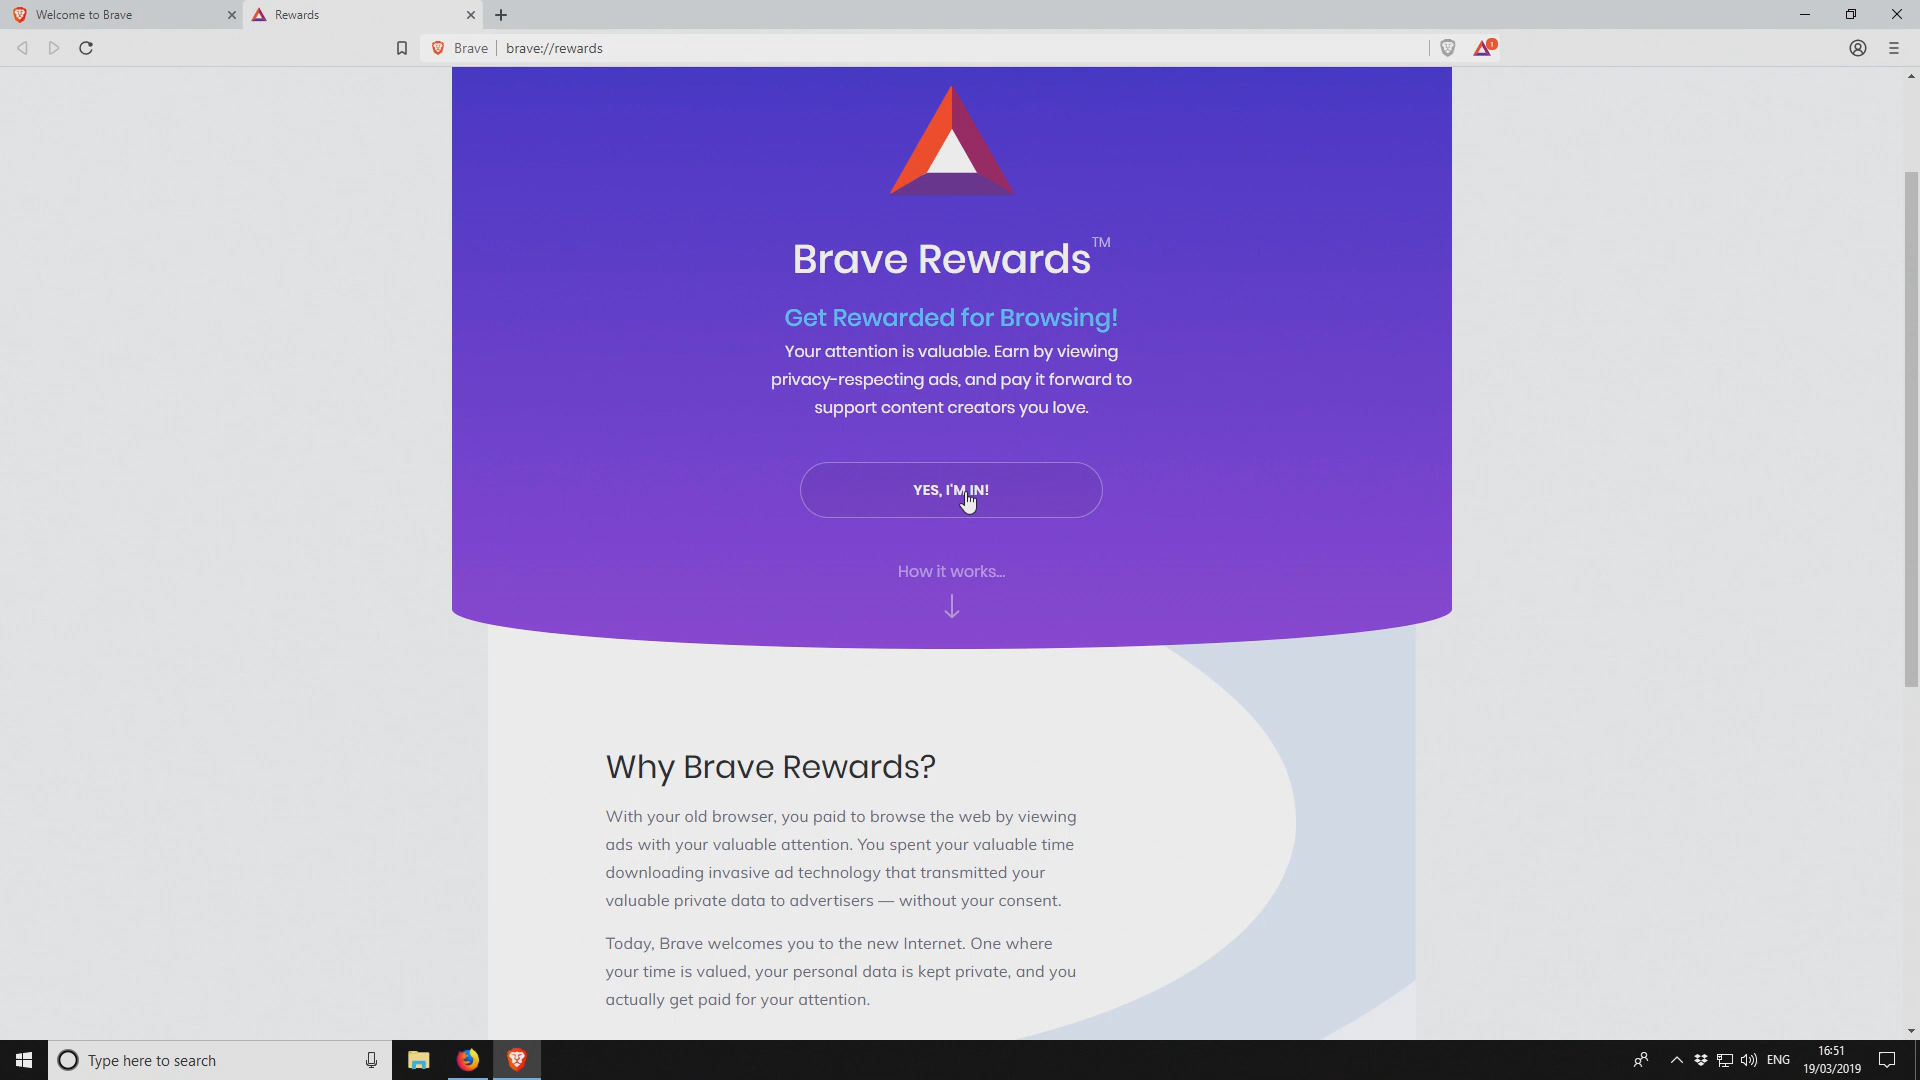 Welcome to Brave
Rewards
Brave
brave://rewards
1
Brave Rewards™
Get Rewarded for Browsing!
Your attention is valuable. Earn by viewing
privacy-respecting ads, and pay it forward to
support content creators you love.
YES, I'M IN!
How it works...
Why Brave Rewards?
With your old browser, you paid to browse the web by viewing
ads with your valuable attention. You spent your valuable time
downloading invasive ad technology that transmitted your
valuable private data to advertisers — without your consent.
Today, Brave welcomes you to the new Internet. One where
your time is valued, your personal data is kept private, and you
actually get paid for your attention.
Type here to search
ENG
16:51
19/03/2019